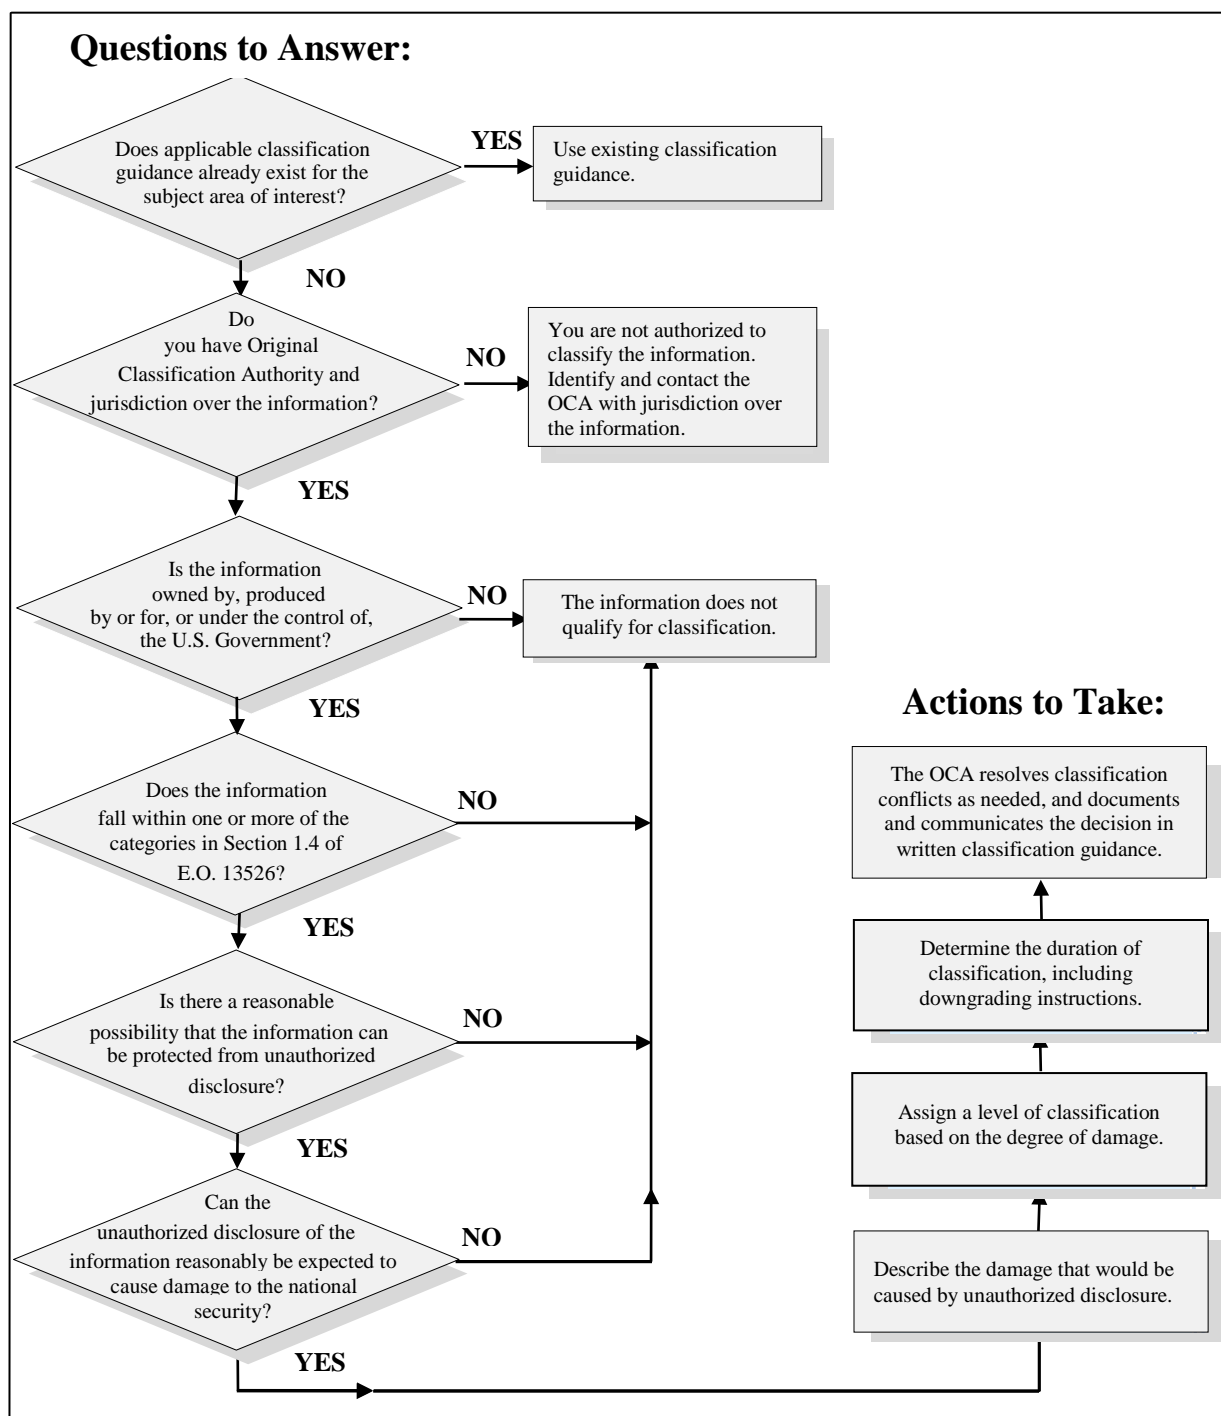 Questions to Answer:
Does applicable classification
guidance already exist for the
subject area of interest?
YES
Use existing classification
guidance.
NO
Do
you have Original
Classification Authority and
jurisdiction over the information?
NO
You are not authorized to
classify the information.
Identify and contact the
OCA with jurisdiction over
the information.
YES
Is the information
owned by, produced
by or for, or under the control of,
the U.S. Government?
NO
The information does not
qualify for classification.
YES
Does the information
fall within one or more of the
categories in Section 1.4 of
E.O. 13526?
NO
YES
Is there a reasonable
possibility that the information can
be protected from unauthorized
disclosure?
NO
YES
Can the
unauthorized disclosure of the
information reasonably be expected to
cause damage to the national
security?
NO
YES
Actions to Take:
The OCA resolves classification
conflicts as needed, and documents
and communicates the decision in
written classification guidance.
Determine the duration of
classification, including
downgrading instructions.
Assign a level of classification
based on the degree of damage.
Describe the damage that would be
caused by unauthorized disclosure.